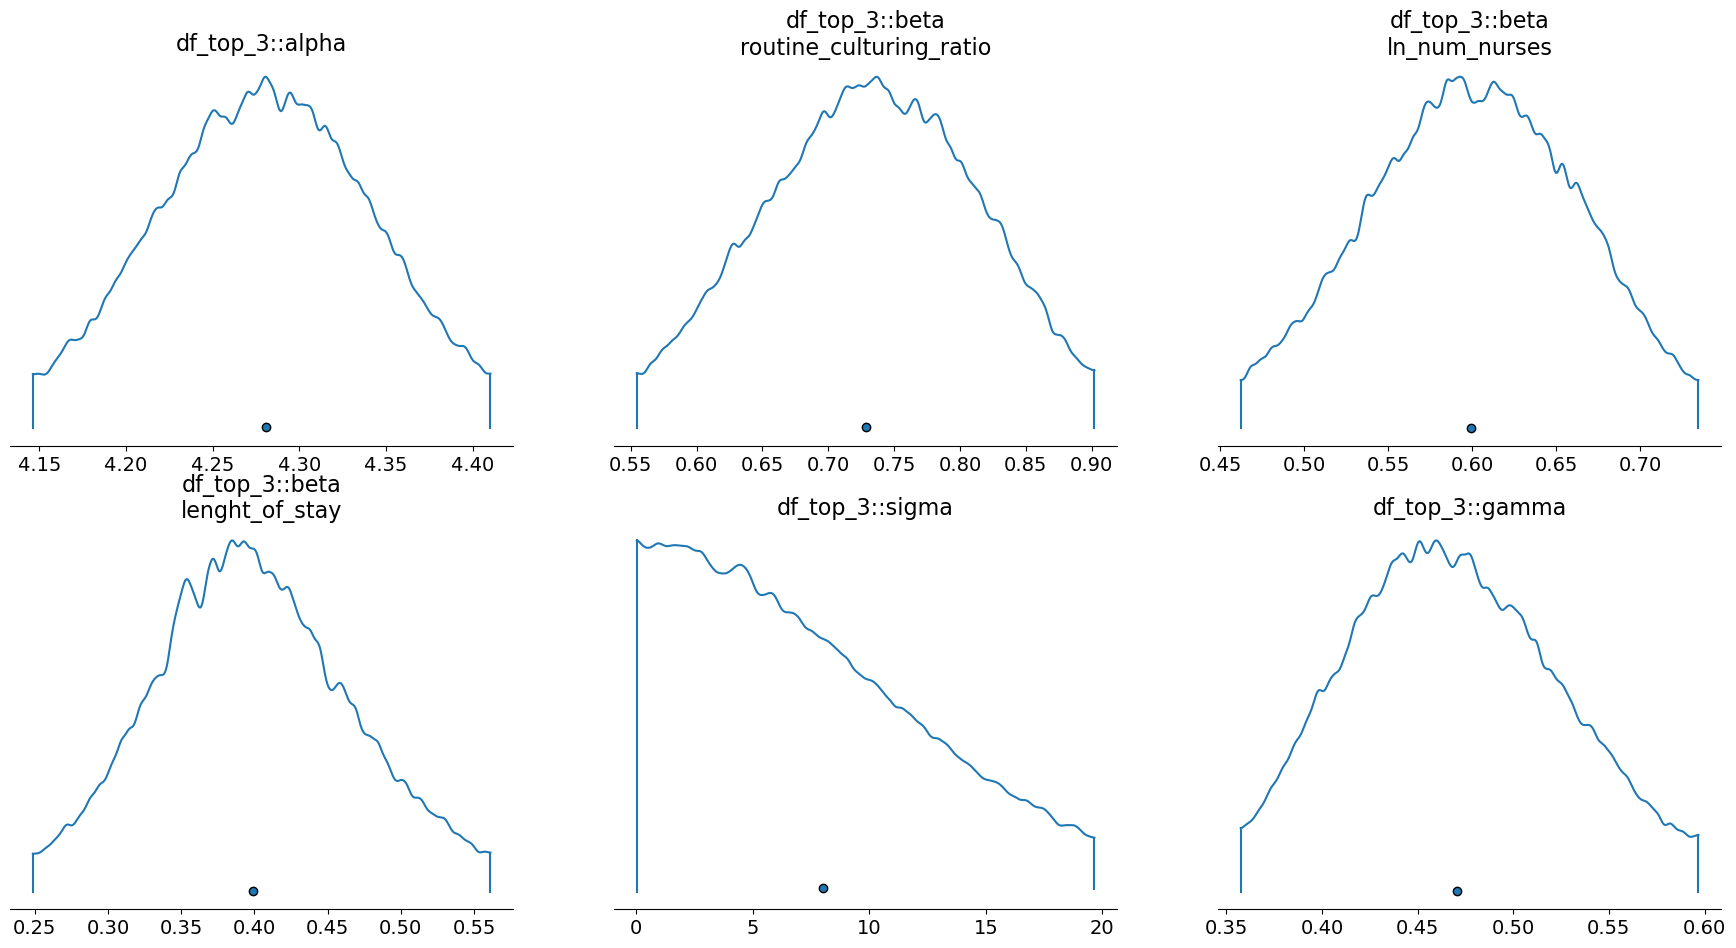 df_top_3::alpha
4.15 4.20 4.25 4.30 4.35 4.40
df_top_3::beta
routine_culturing_ratio
0.55 0.60 0.65 0.70 0.75 0.80 0.85 0.90
df_top_3::beta
ln_num_nurses
0.45 0.50 0.55 0.60 0.65 0.70
df_top_3::beta
lenght_of_stay
0.25 0.30 0.35 0.40 0.45 0.50 0.55
df_top_3::sigma
0 5 10 15 20
df_top_3::gamma
0.35 0.40 0.45 0.50 0.55 0.60